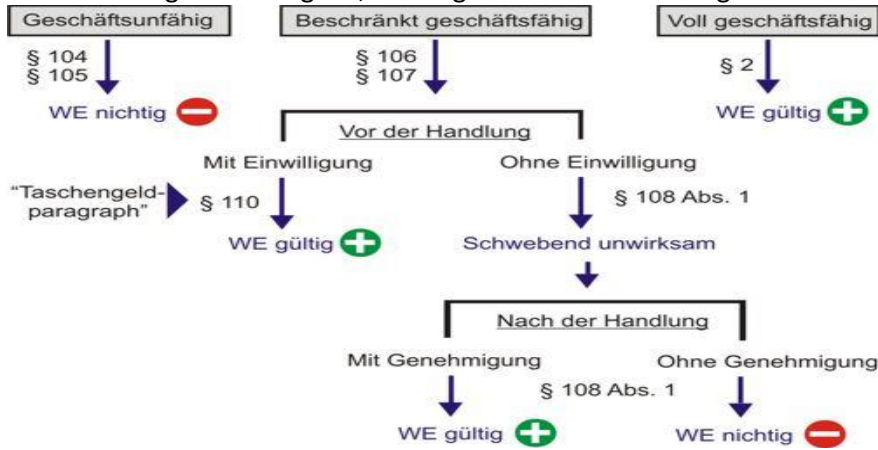 Geschäftsunfähig
Beschränkt geschäftsfähig
Voll geschäftsfähig
§ 104
§ 105
§ 106
§ 107
§ 2
WE nichtig
WE gültig
Vor der Handlung
Mit Einwilligung
Ohne Einwilligung
"Taschengeld-
paragraph"
§ 110
§ 108 Abs. 1
WE gültig
Schwebend unwirksam
Nach der Handlung
Mit Genehmigung
Ohne Genehmigung
§ 108 Abs. 1
WE gültig
WE nichtig